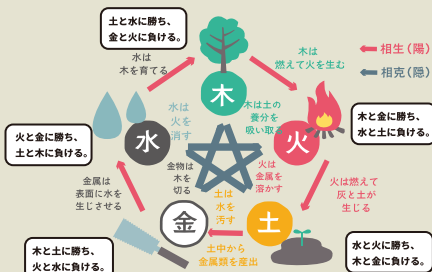 土と水に勝ち、
金と火に負ける。
水は
木を育てる
木は
燃えて火を生む
相生（陽）
相克（陰）
木
水は
火を
消す
木は土の
養分を
吸い取る
木と金に勝ち、
水と土に負ける。
火と金に勝ち、
土と木に負ける。
水
火
金物は
木を
切る
火は
金属を
溶かす
金属は
表面に水を
生じさせる
火は燃えて
灰と土が
生じる
土は
水を
汚す
金
土
土中から
金属類を産出
木と土に勝ち、
火と水に負ける。
水と火に勝ち、
木と金に負ける。